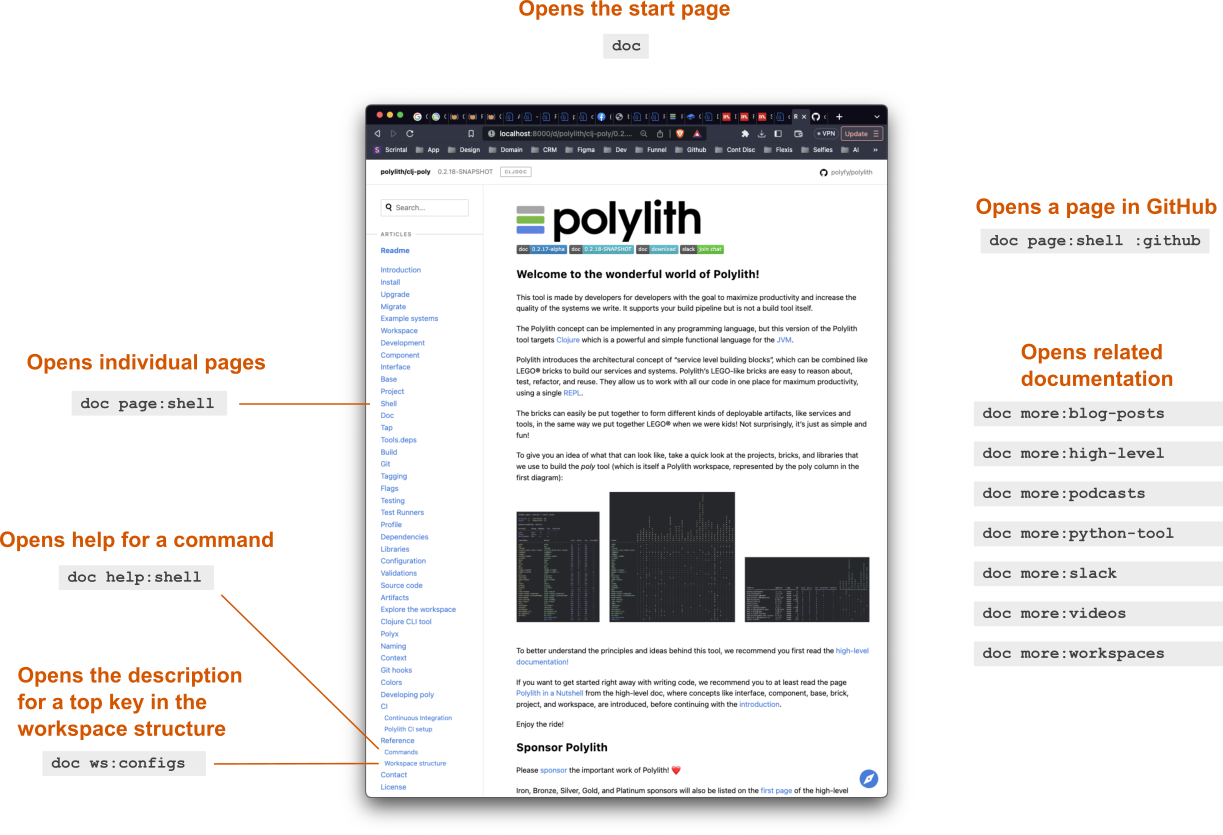 Opens the start page
doc
localhost:8000/d/polylith/clj-poly/0.2....
VPN
Update
Scrintal
App
Design
Domain
CRM
Figma
Dev
Funnel
Github
Cont Disc
Flexis
Selfies
AI
»
polylith/clj-poly 0.2.18-SNAPSHOT CLJDOC
polyfy/polylith
Search...
ARTICLES
Readme
Introduction
Install
Upgrade
Migrate
Example systems
Workspace
Development
Component
Interface
Base
Project
Shell
Doc
Tap
Tools.deps
Build
Git
Tagging
Flags
Testing
Test Runners
Profile
Dependencies
Libraries
Configuration
Validations
Source code
Artifacts
Explore the workspace
Clojure CLI tool
Polyx
Naming
Context
Git hooks
Colors
Developing poly
CI
Continuous Integration
Polylith CI setup
Reference
Commands
Workspace structure
Contact
License
polylith
doc 0.2.17-alpha doc 0.2.18-SNAPSHOT doc download slack join chat
Welcome to the wonderful world of Polylith!
This tool is made by developers for developers with the goal to maximize productivity and increase the
quality of the systems we write. It supports your build pipeline but is not a build tool itself.
The Polylith concept can be implemented in any programming language, but this version of the Polylith
tool targets Clojure which is a powerful and simple functional language for the JVM.
Polylith introduces the architectural concept of “service level building blocks”, which can be combined like
LEGO® bricks to build our services and systems. Polylith's LEGO-like bricks are easy to reason about,
test, refactor, and reuse. They allow us to work with all our code in one place for maximum productivity,
using a single REPL.
The bricks can easily be put together to form different kinds of deployable artifacts, like services and
tools, in the same way we put together LEGO® when we were kids! Not surprisingly, it's just as simple and
fun!
To give you an idea of what that can look like, take a quick look at the projects, bricks, and libraries that
we use to build the poly tool (which is itself a Polylith workspace, represented by the poly column in the
first diagram):
To better understand the principles and ideas behind this tool, we recommend you first read the high-level
documentation!
If you want to get started right away with writing code, we recommend you to at least read the page
Polylith in a Nutshell from the high-level doc, where concepts like interface, component, base, brick,
project, and workspace, are introduced, before continuing with the introduction.
Enjoy the ride!
Sponsor Polylith
Please sponsor the important work of Polylith! ❤️
Iron, Bronze, Silver, Gold, and Platinum sponsors will also be listed on the first page of the high-level
Opens individual pages
doc page:shell
Opens help for a command
doc help:shell
Opens the description
for a top key in the
workspace structure
doc ws:configs
Opens a page in GitHub
doc page:shell :github
Opens related
documentation
doc more:blog-posts
doc more:high-level
doc more:podcasts
doc more:python-tool
doc more:slack
doc more:videos
doc more:workspaces